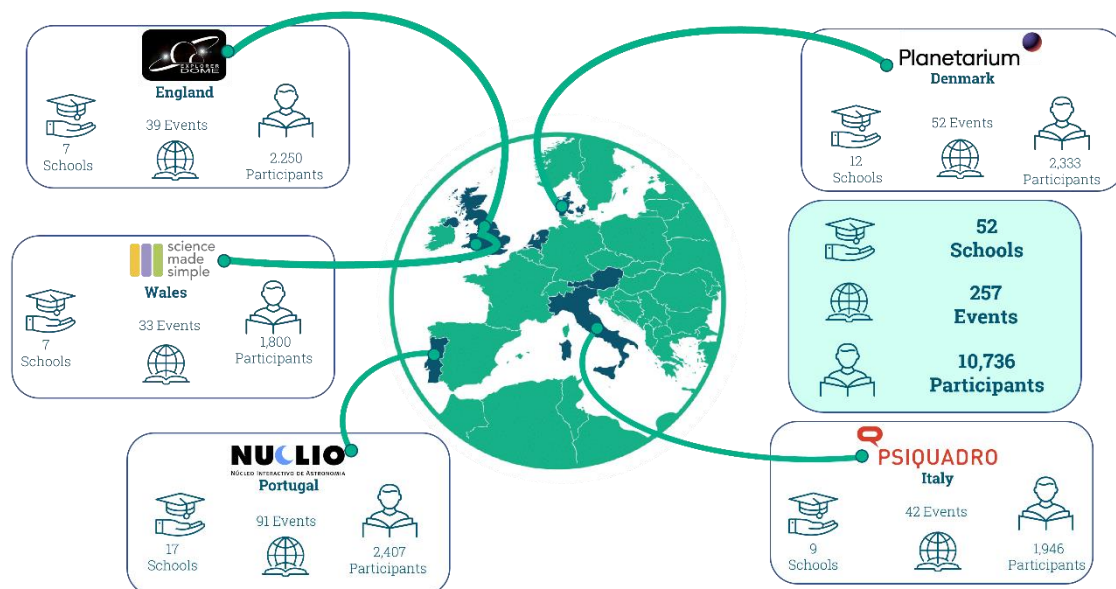 EXPLORER
DOME
England
39 Events
7
Schools
2.250
Participants
Planetarium
Denmark
52 Events
12
Schools
2,333
Participants
science
made
simple
Wales
33 Events
7
Schools
1,800
Participants
52
Schools
257
Events
10,736
Participants
NUCLIO
NÚCLEO INTERACTIVO DE ASTRONOMIA
Portugal
91 Events
17
Schools
2,407
Participants
PSIQUADRO
Italy
42 Events
9
Schools
1,946
Participants